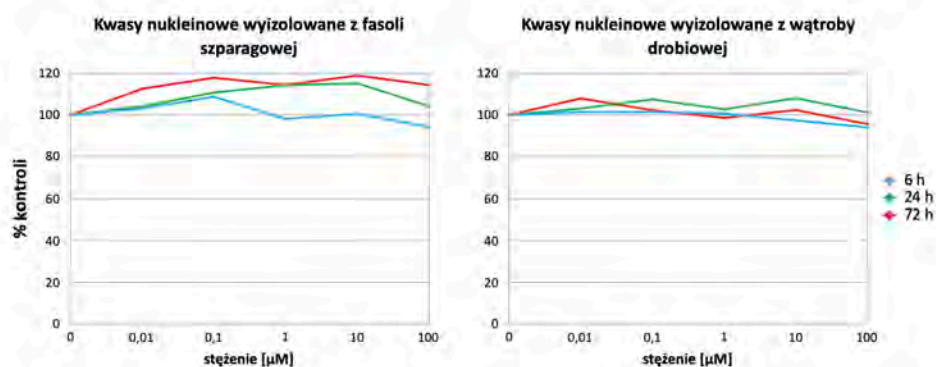 Kwasy nukleinowe wyizolowane z fasoli
szparagowej
120
100
80
60
40
20
0
% kontroli
0 0,01 0,1 1 10 100
stężenie [µM]
Kwasy nukleinowe wyizolowane z wątroby
drobiowej
120
100
80
60
40
20
0
0 0,01 0,1 1 10 100
stężenie [µM]
6 h
24 h
72 h